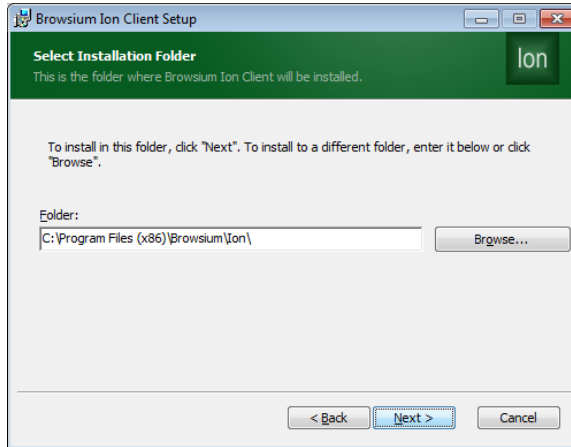 Browsium Ion Client Setup
Select Installation Folder
This is the folder where Browsium Ion Client will be installed.
Ion
To install in this folder, click "Next". To install to a different folder, enter it below or click
"Browse".
Folder:
C:\Program Files (x86)\Browsium\Ion\
Browse...
< Back
Next >
Cancel